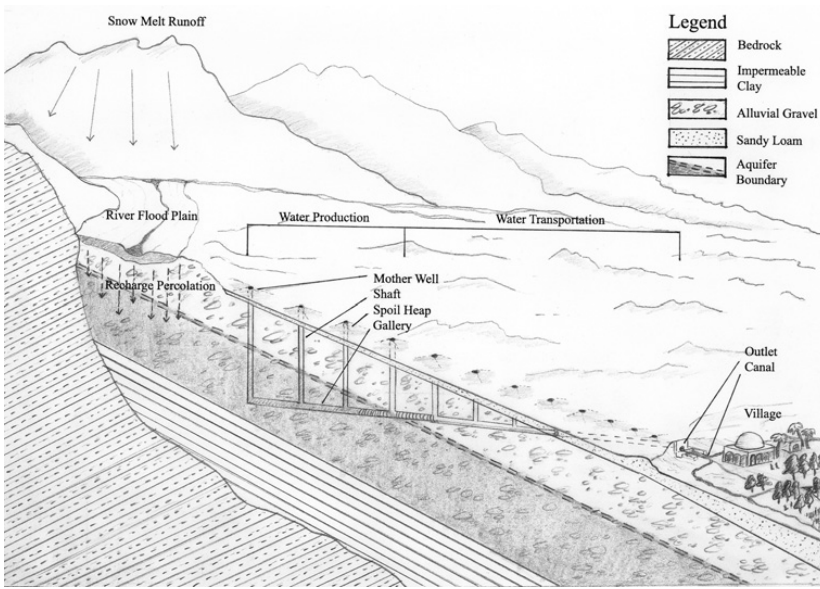 Snow Melt Runoff
Legend
Bedrock
Impermeable
Clay
Alluvial Gravel
Sandy Loam
Aquifer
Boundary
River Flood Plain
Water Production
Water Transportation
Recharge Percolation
Mother Well
Shaft
Spoil Heap
Gallery
Outlet
Canal
Village